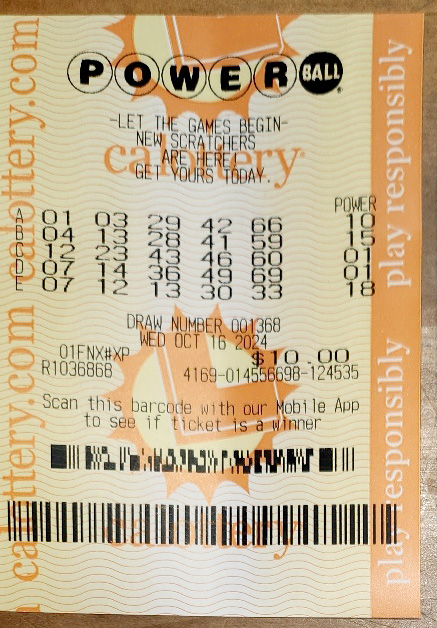 POWERBALL
-LET THE GAMES BEGIN-
NEW SCRATCHERS
ARE HERE.
GET YOURS TODAY.
calottery
POWER
A 01 03 29 42 66 10
B 04 13 28 41 59 15
C 12 23 43 46 60 01
D 07 14 36 49 69 01
E 07 12 13 30 33 18
DRAW NUMBER 001368
WED OCT 16 2024
01FNX#XP $10.00
R1036868 4169-014556698-124535
Scan this barcode with our Mobile App
to see if ticket is a winner
calottery
calottery.com calottery.com
play responsibly play responsibly